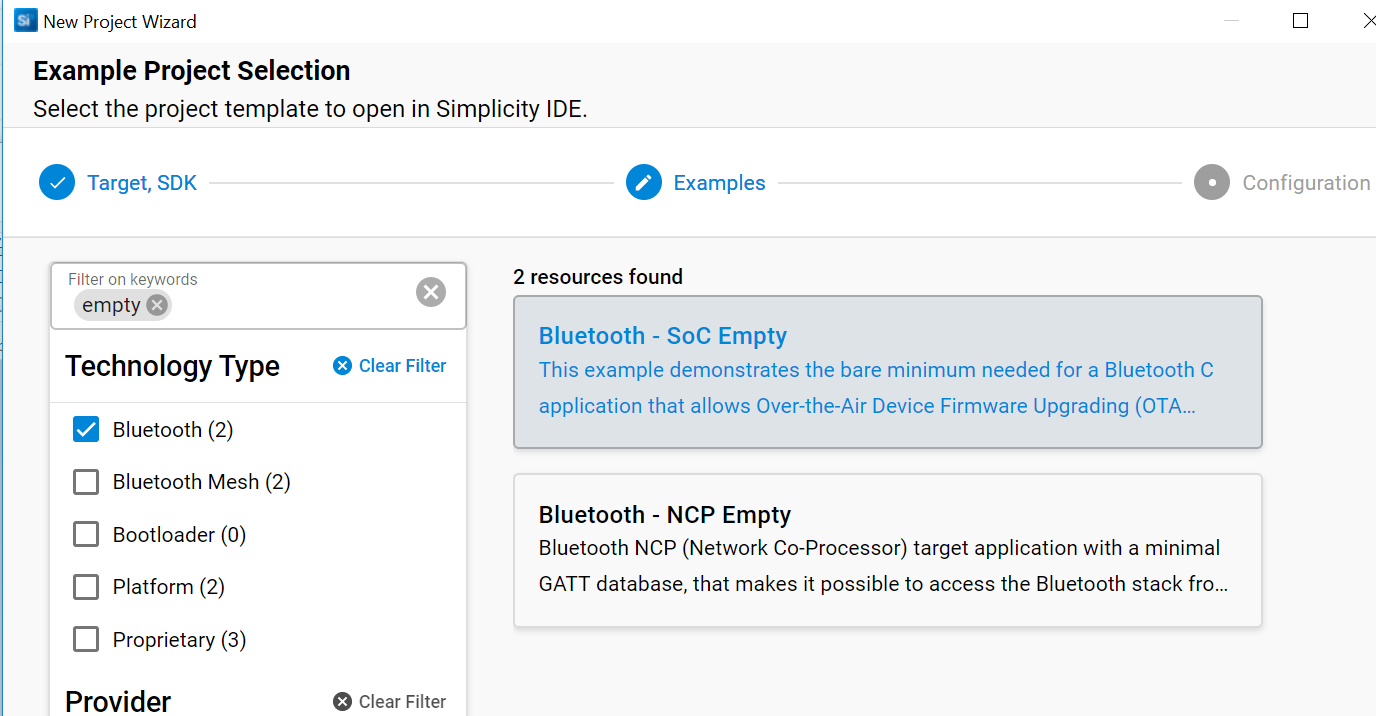 Si New Project Wizard
Example Project Selection
Select the project template to open in Simplicity IDE.
Target, SDK
Examples
Configuration
Filter on keywords
empty
Technology Type
Clear Filter
Bluetooth (2)
Bluetooth Mesh (2)
Bootloader (0)
Platform (2)
Proprietary (3)
Provider
Clear Filter
2 resources found
Bluetooth - SoC Empty
This example demonstrates the bare minimum needed for a Bluetooth C
application that allows Over-the-Air Device Firmware Upgrading (OTA…
Bluetooth - NCP Empty
Bluetooth NCP (Network Co-Processor) target application with a minimal
GATT database, that makes it possible to access the Bluetooth stack fro…